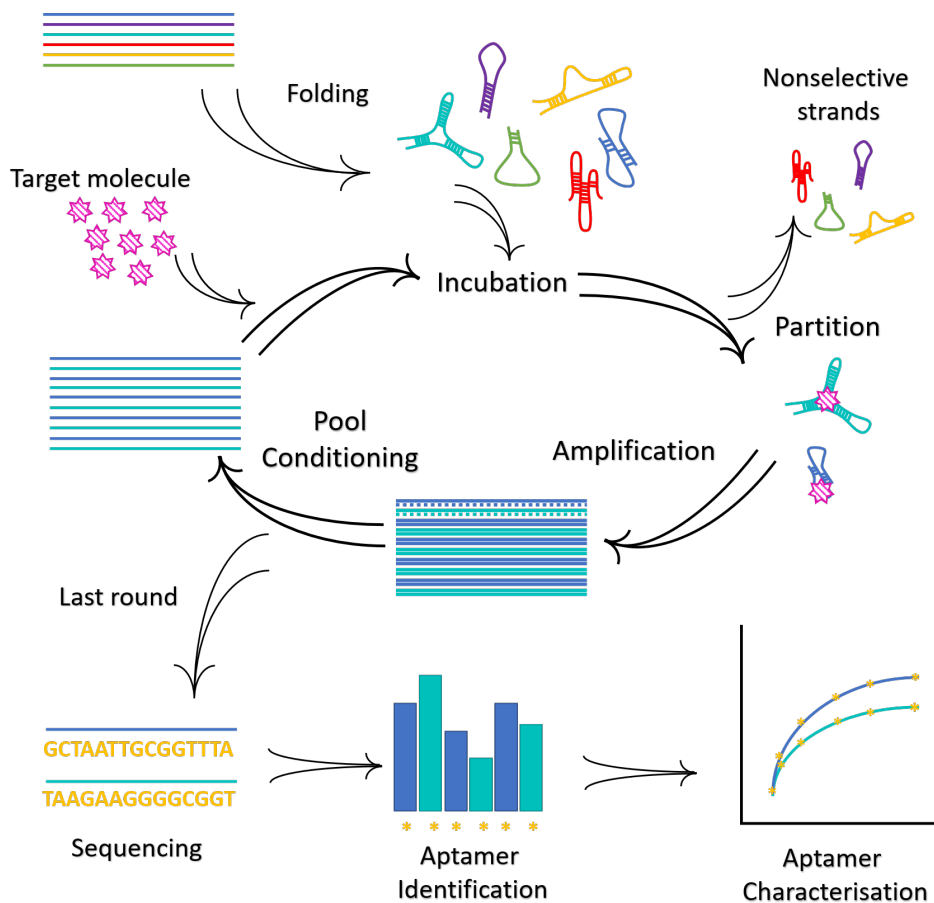 Folding
Nonselective
strands
Target molecule
Incubation
Partition
Pool
Conditioning
Amplification
Last round
GCTAATTGCGGTTTA
TAAGAAGGGGCGGT
Sequencing
* * * * * *
Aptamer
Identification
Aptamer
Characterisation